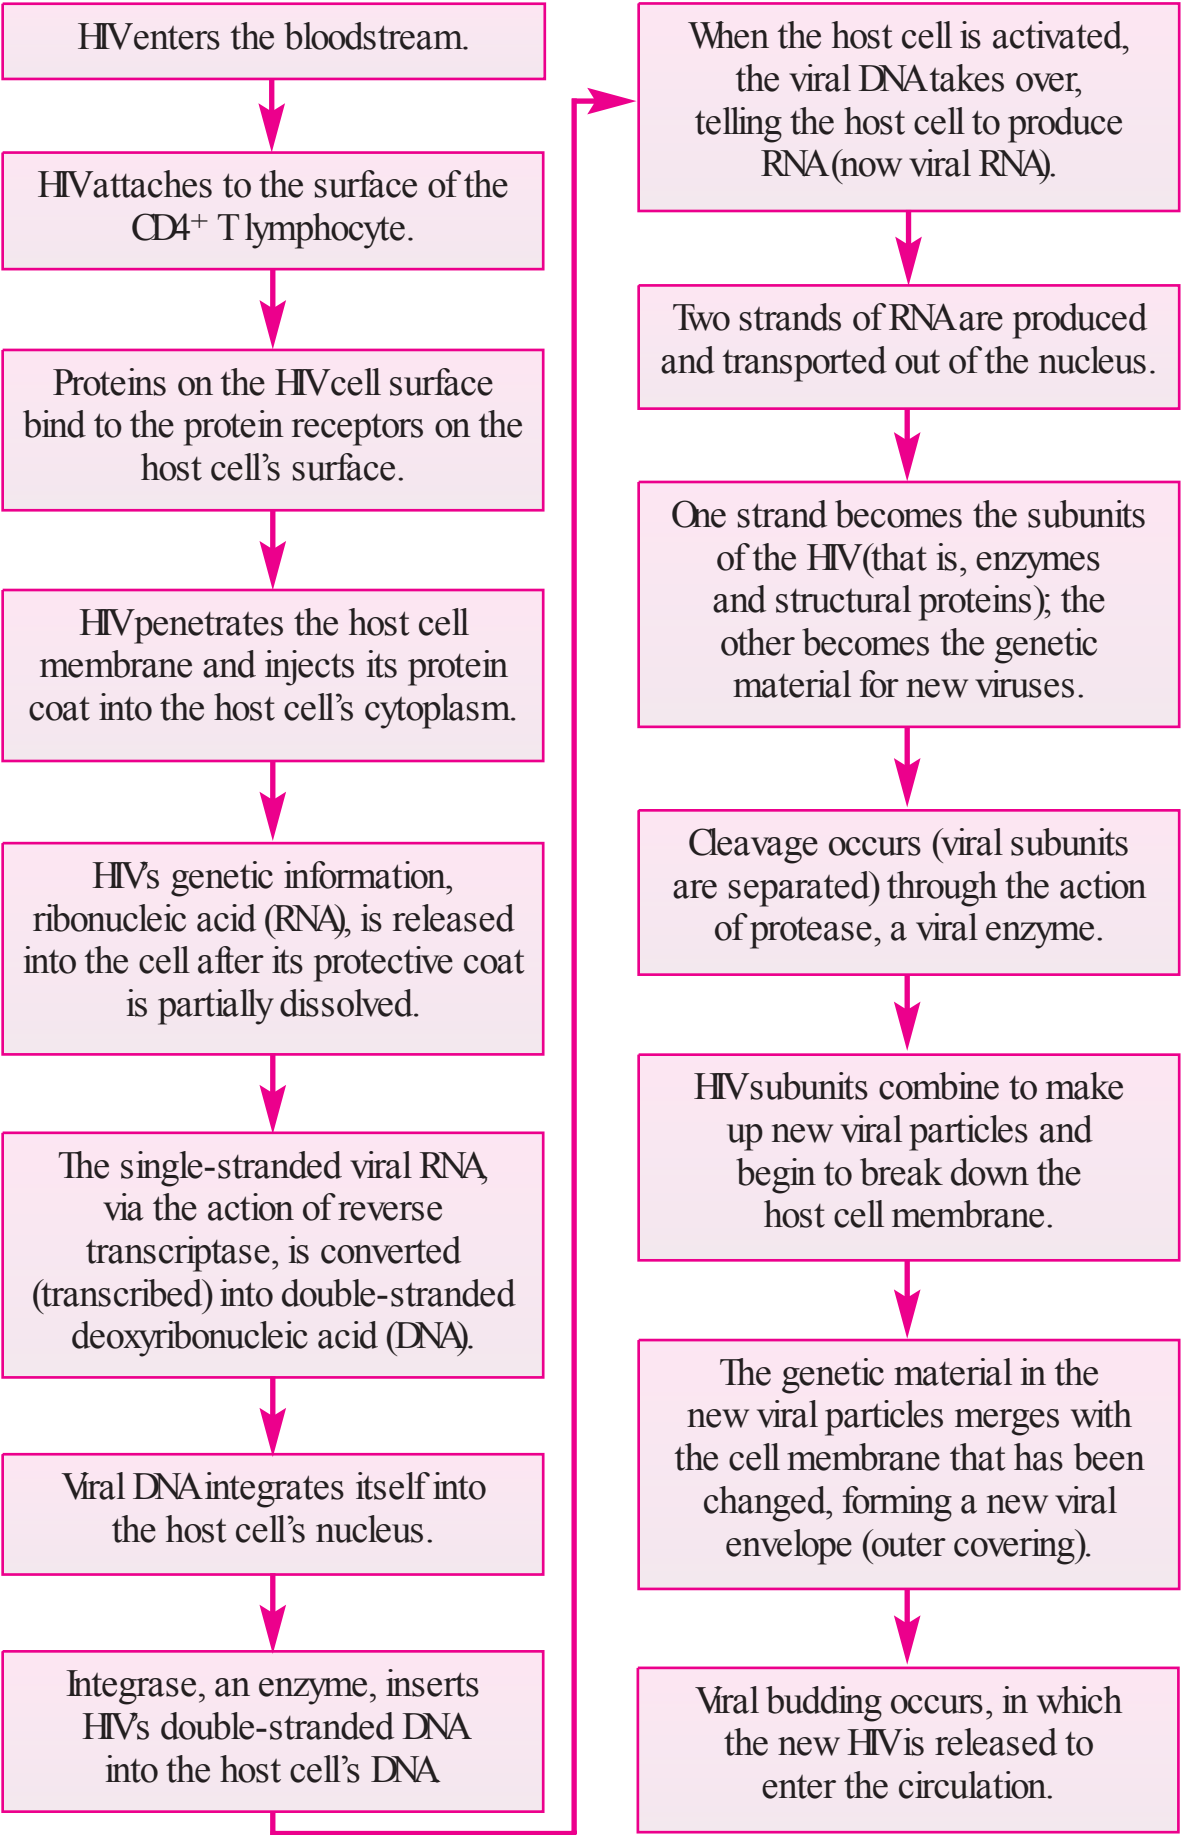 HIV enters the bloodstream.
HIV attaches to the surface of the
CD4+ T lymphocyte.
Proteins on the HIV cell surface
bind to the protein receptors on the
host cell’s surface.
HIV penetrates the host cell
membrane and injects its protein
coat into the host cell’s cytoplasm.
HIV’s genetic information,
ribonucleic acid (RNA), is released
into the cell after its protective coat
is partially dissolved.
The single-stranded viral RNA,
via the action of reverse
transcriptase, is converted
(transcribed) into double-stranded
deoxyribonucleic acid (DNA).
Viral DNA integrates itself into
the host cell’s nucleus.
Integrase, an enzyme, inserts
HIV’s double-stranded DNA
into the host cell’s DNA.
When the host cell is activated,
the viral DNA takes over,
telling the host cell to produce
RNA (now viral RNA).
Two strands of RNA are produced
and transported out of the nucleus.
One strand becomes the subunits
of the HIV (that is, enzymes
and structural proteins); the
other becomes the genetic
material for new viruses.
Cleavage occurs (viral subunits
are separated) through the action
of protease, a viral enzyme.
HIV subunits combine to make
up new viral particles and
begin to break down the
host cell membrane.
The genetic material in the
new viral particles merges with
the cell membrane that has been
changed, forming a new viral
envelope (outer covering).
Viral budding occurs, in which
the new HIV is released to
enter the circulation.